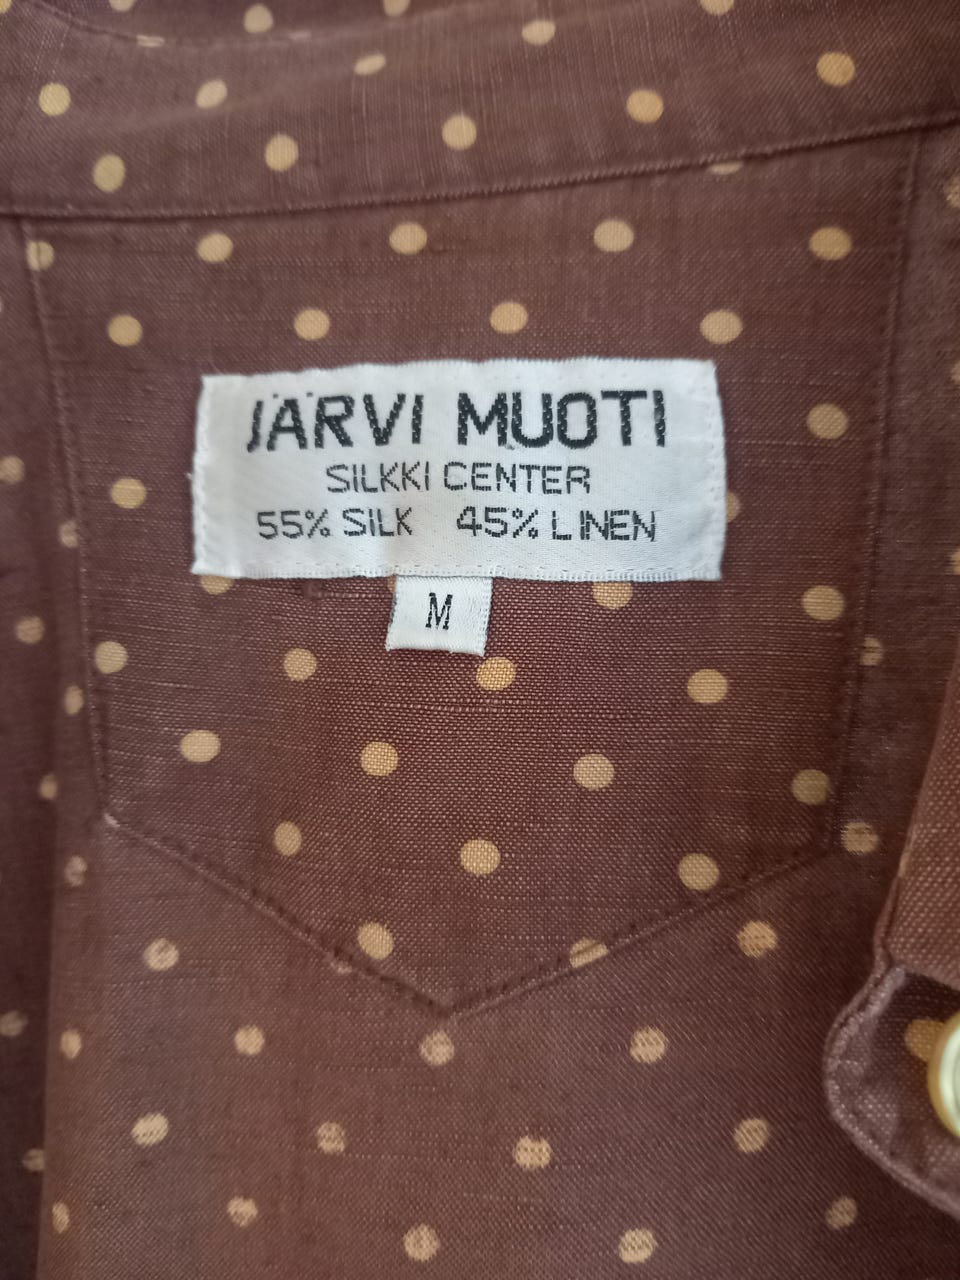 JÄRVI MUOTI
SILKKI CENTER
55% SILK 45% LINEN
M